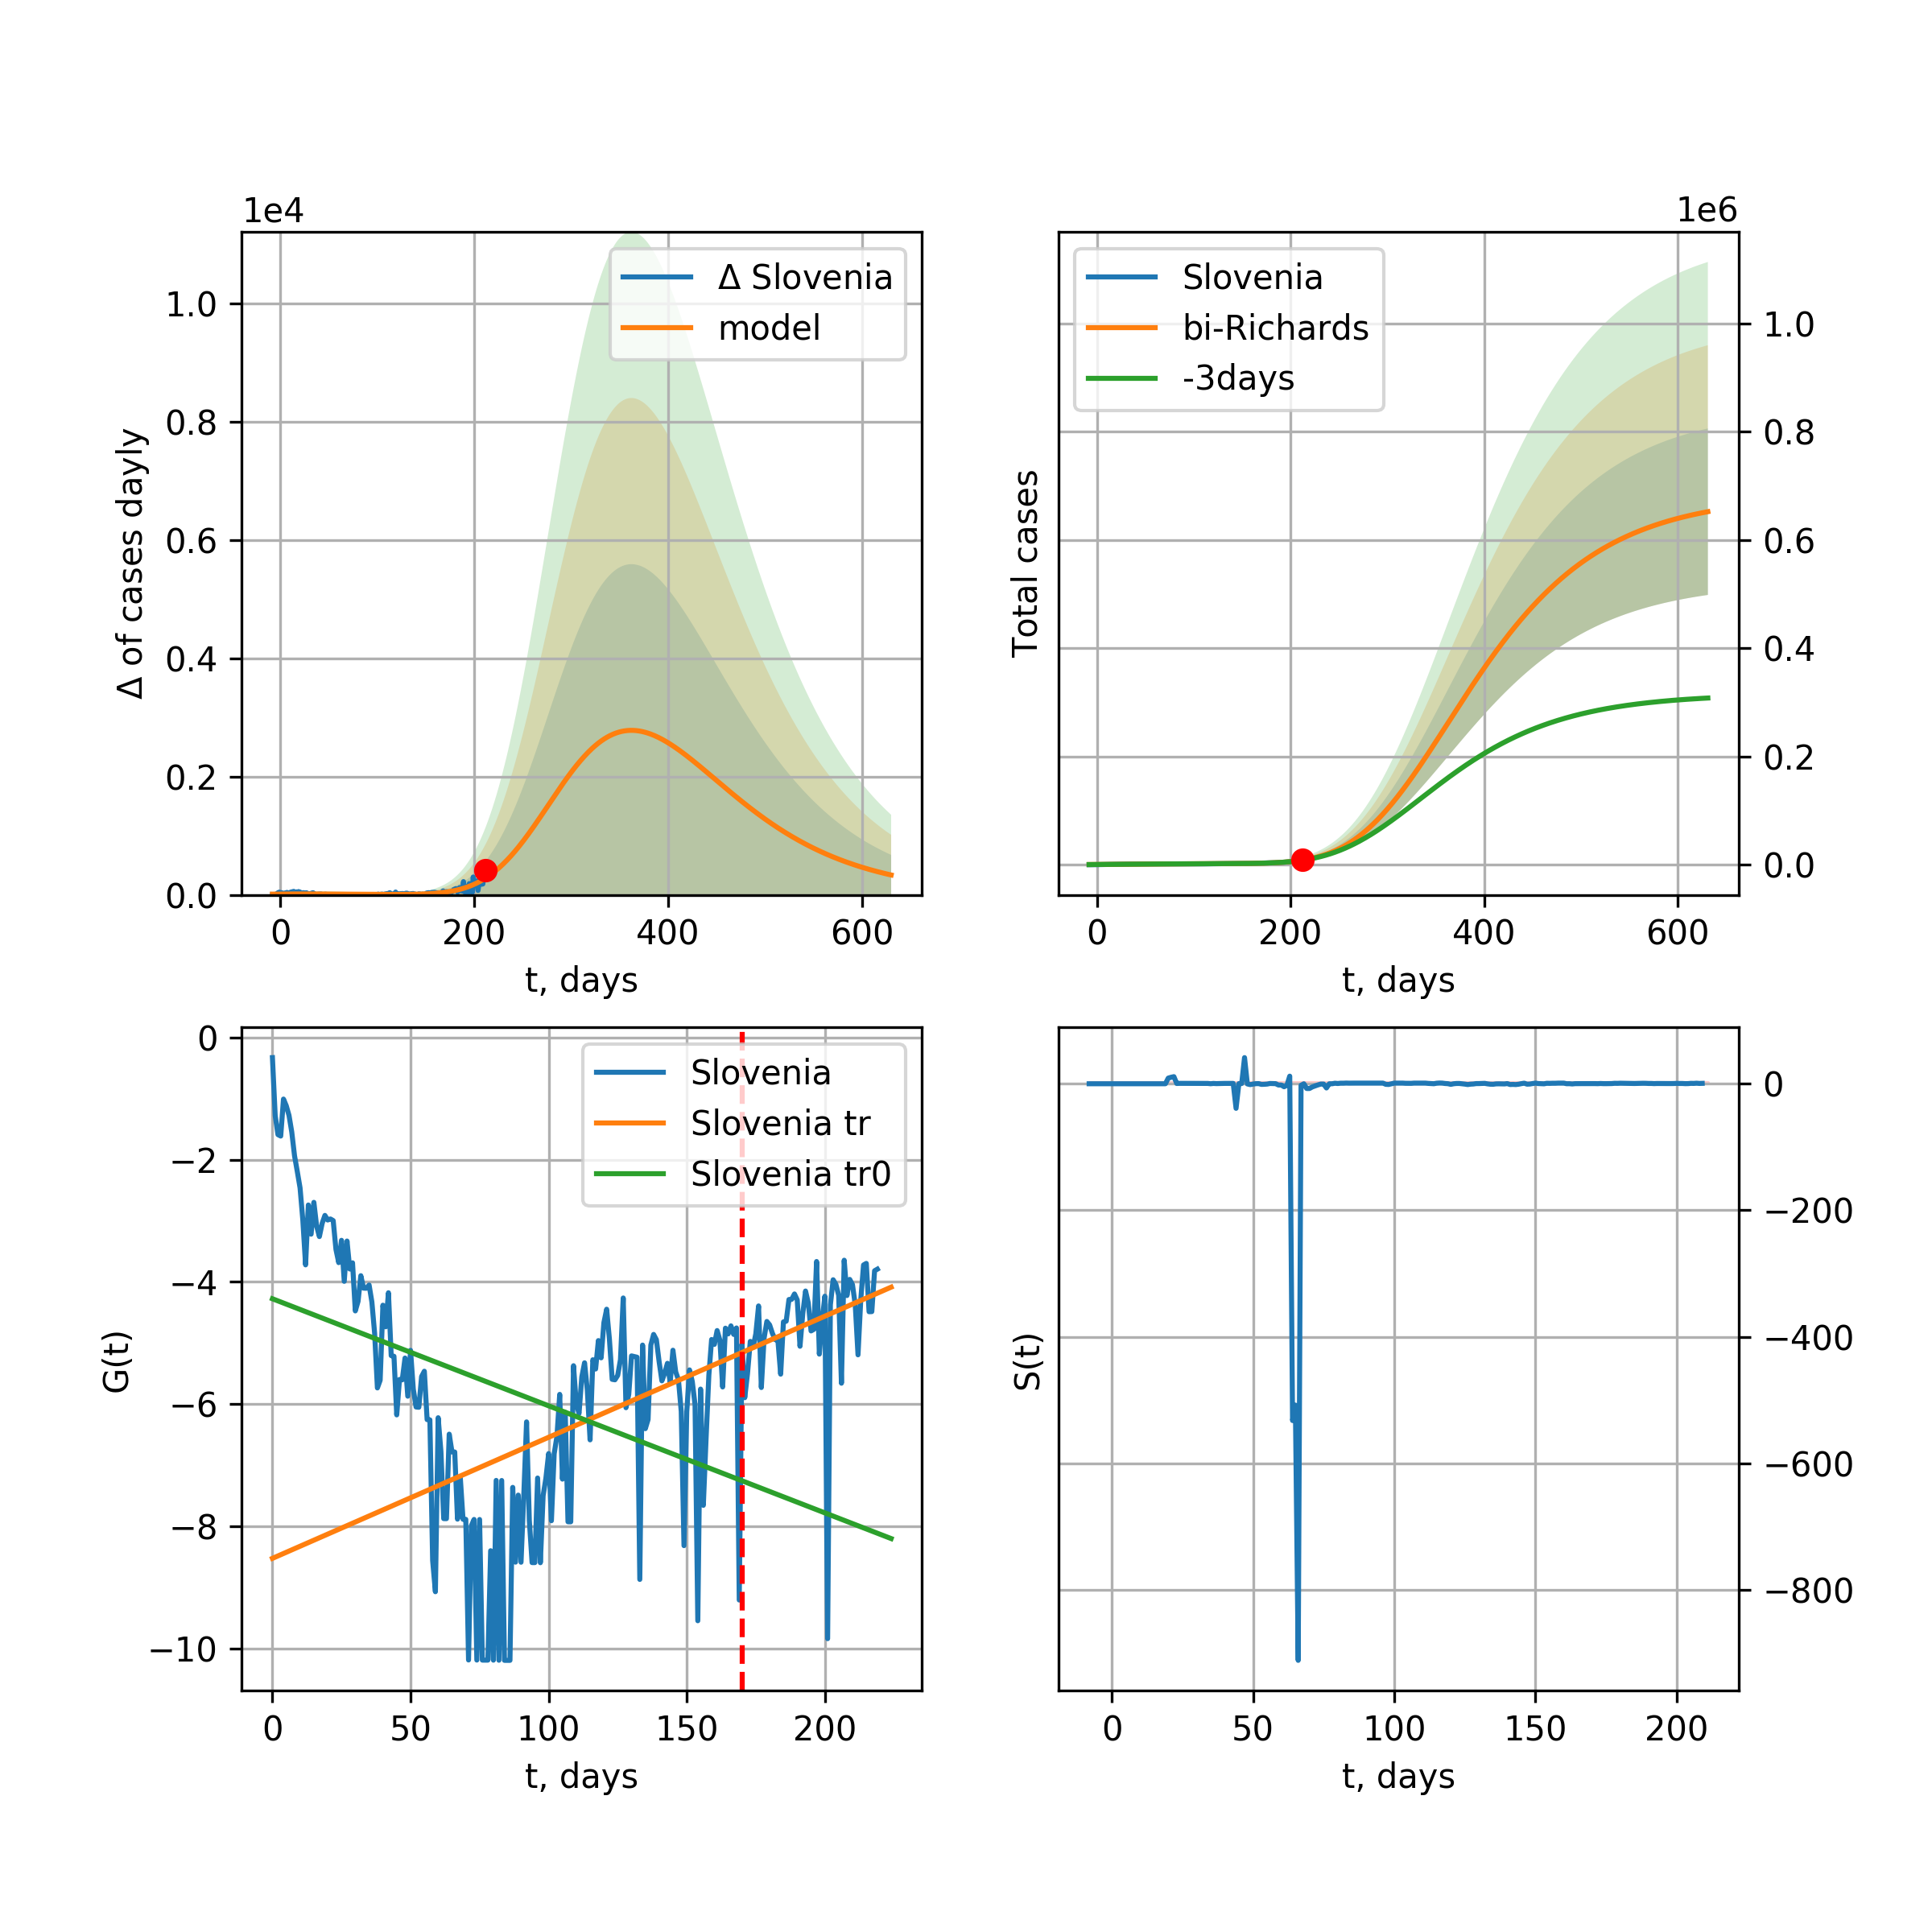 1e4
Δ of cases dayly
1.0
0.8
0.6
0.4
0.2
0.0
0 200 400 600
t, days
Δ Slovenia
model
1e6
Total cases
1.0
0.8
0.6
0.4
0.2
0.0
0 200 400 600
t, days
Slovenia
bi-Richards
-3days
G(t)
0
−2
−4
−6
−8
−10
0 50 100 150 200
t, days
Slovenia
Slovenia tr
Slovenia tr0
S(t)
0
−200
−400
−600
−800
0 50 100 150 200
t, days